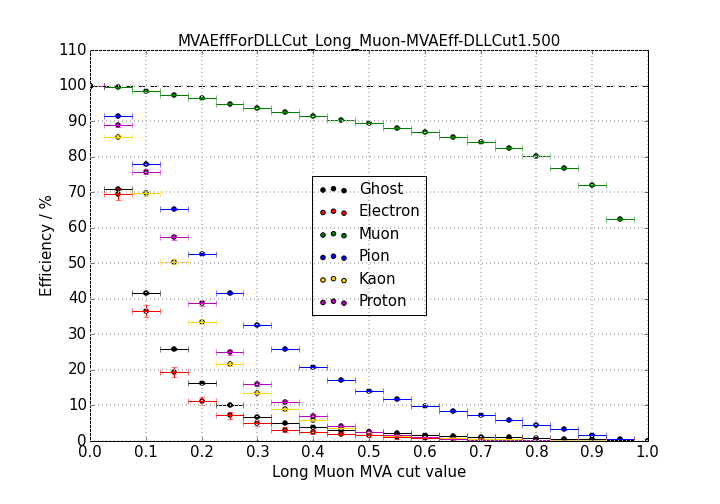 MVAEffForDLLCut_Long_Muon-MVAEff-DLLCut1.500
110
100
90
80
70
60
50
40
30
20
10
0
Efficiency / %
Ghost
Electron
Muon
Pion
Kaon
Proton
0.0 0.1 0.2 0.3 0.4 0.5 0.6 0.7 0.8 0.9 1.0
Long Muon MVA cut value